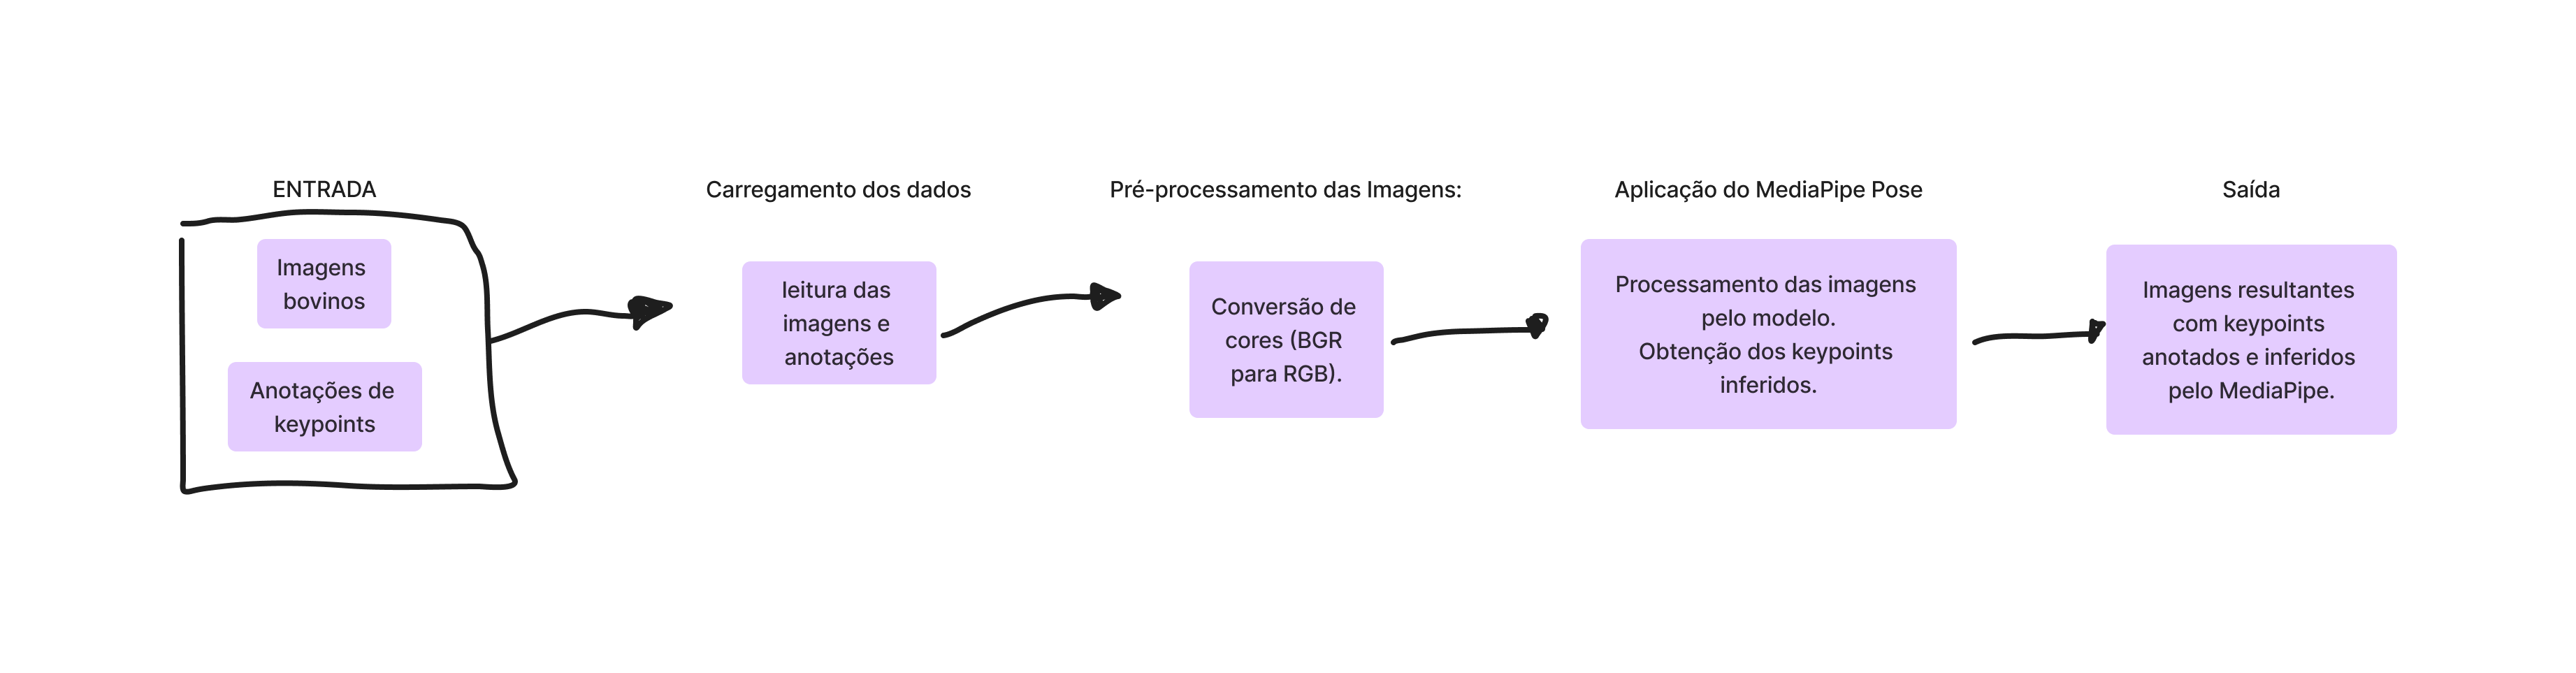 ENTRADA
Imagens
bovinos
Anotações de
keypoints
Carregamento dos dados
leitura das
imagens e
anotações
Pré-processamento das Imagens:
Conversão de
cores (BGR
para RGB).
Aplicação do MediaPipe Pose
Processamento das imagens
pelo modelo.
Obtenção dos keypoints
inferidos.
Saída
Imagens resultantes
com keypoints
anotados e inferidos
pelo MediaPipe.